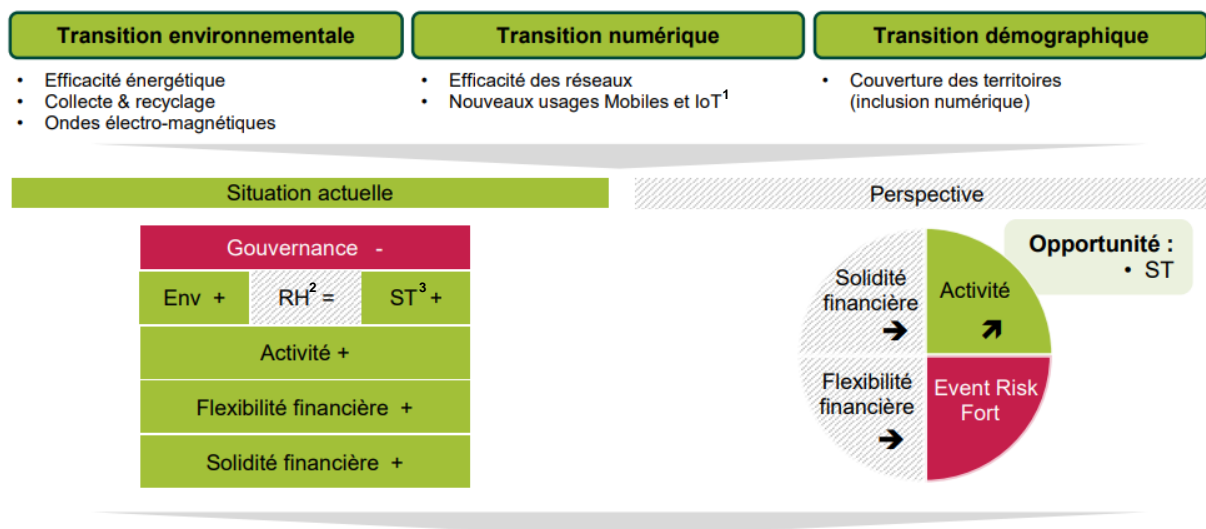 Transition environnementale
Transition numérique
Transition démographique
• Efficacité énergétique
• Collecte & recyclage
• Ondes électro-magnétiques
• Efficacité des réseaux
• Nouveaux usages Mobiles et IoT¹
• Couverture des territoires
(inclusion numérique)
Situation actuelle
Perspective
Gouvernance -
Env +
RH² =
ST³ +
Activité +
Flexibilité financière +
Solidité financière +
Opportunité :
• ST
Solidité
financière
➔
Activité
🡭
Flexibilité
financière
➔
Event Risk
Fort